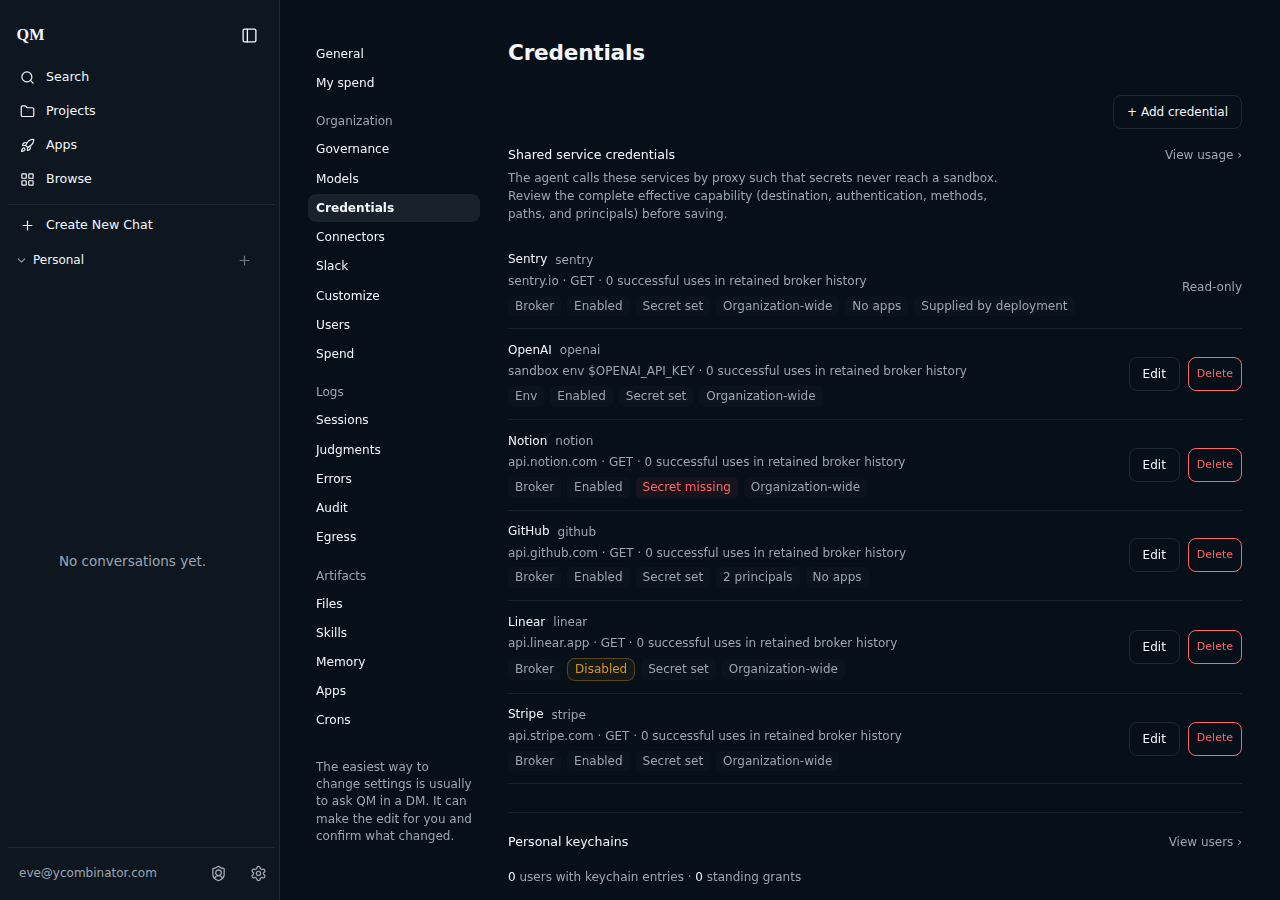 QM
Search
Projects
Apps
Browse
Create New Chat
Personal
No conversations yet.
eve@ycombinator.com
General
My spend
Organization
Governance
Models
Credentials
Connectors
Slack
Customize
Users
Spend
Logs
Sessions
Judgments
Errors
Audit
Egress
Artifacts
Files
Skills
Memory
Apps
Crons
The easiest way to
change settings is usually
to ask QM in a DM. It can
make the edit for you and
confirm what changed.
Credentials
+ Add credential
Shared service credentials
View usage ›
The agent calls these services by proxy such that secrets never reach a sandbox.
Review the complete effective capability (destination, authentication, methods,
paths, and principals) before saving.
Sentry sentry
sentry.io · GET · 0 successful uses in retained broker history
Broker Enabled Secret set Organization-wide No apps Supplied by deployment
Read-only
OpenAI openai
sandbox env $OPENAI_API_KEY · 0 successful uses in retained broker history
Env Enabled Secret set Organization-wide
Edit Delete
Notion notion
api.notion.com · GET · 0 successful uses in retained broker history
Broker Enabled Secret missing Organization-wide
Edit Delete
GitHub github
api.github.com · GET · 0 successful uses in retained broker history
Broker Enabled Secret set 2 principals No apps
Edit Delete
Linear linear
api.linear.app · GET · 0 successful uses in retained broker history
Broker Disabled Secret set Organization-wide
Edit Delete
Stripe stripe
api.stripe.com · GET · 0 successful uses in retained broker history
Broker Enabled Secret set Organization-wide
Edit Delete
Personal keychains
View users ›
0 users with keychain entries · 0 standing grants